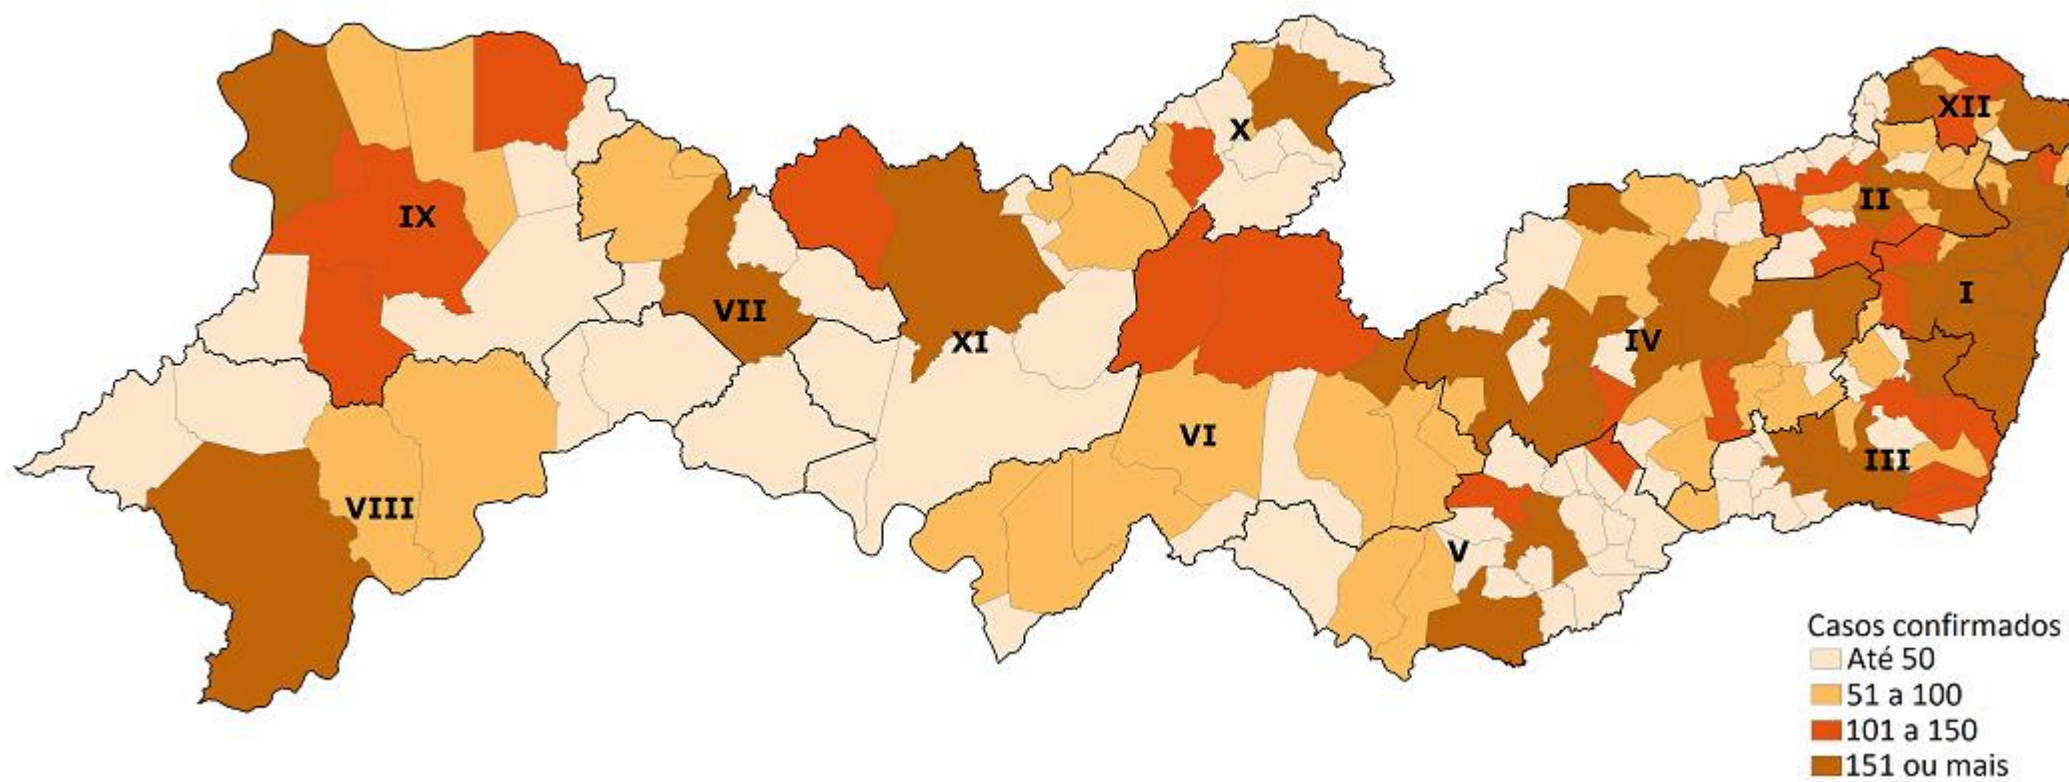 XII
X
II
IX
I
VII
XI
IV
VI
III
VIII
V
Casos confirmados
Até 50
51 a 100
101 a 150
151 ou mais